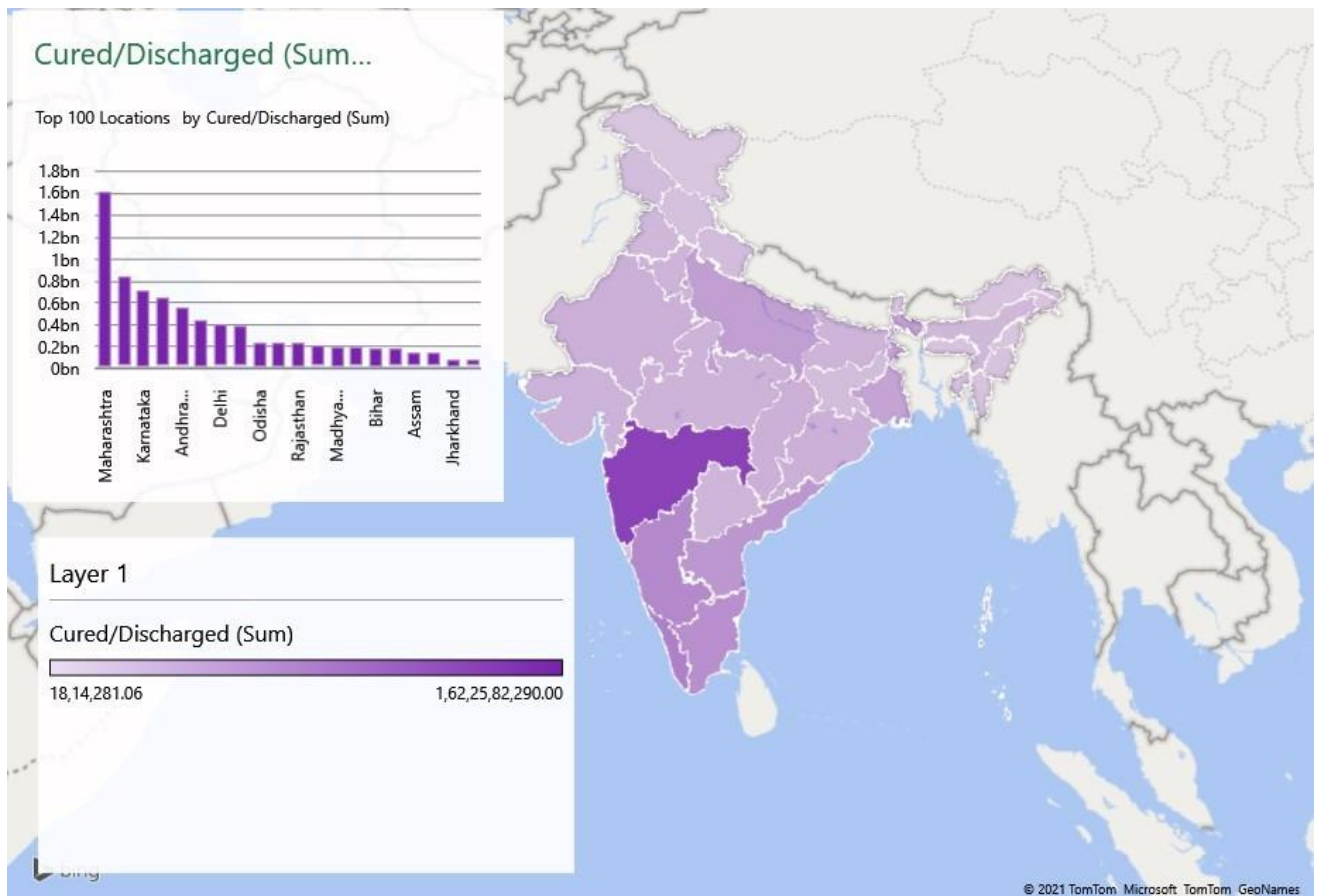 Cured/Discharged (Sum...
Top 100 Locations by Cured/Discharged (Sum)
1.8bn
1.6bn
1.4bn
1.2bn
1bn
0.8bn
0.6bn
0.4bn
0.2bn
0bn
Maharashtra
Karnataka
Andhra...
Delhi
Odisha
Rajasthan
Madhya...
Bihar
Assam
Jharkhand
Layer 1
Cured/Discharged (Sum)
18,14,281.06 1,62,25,82,290.00
bing
© 2021 TomTom Microsoft TomTom GeoNames